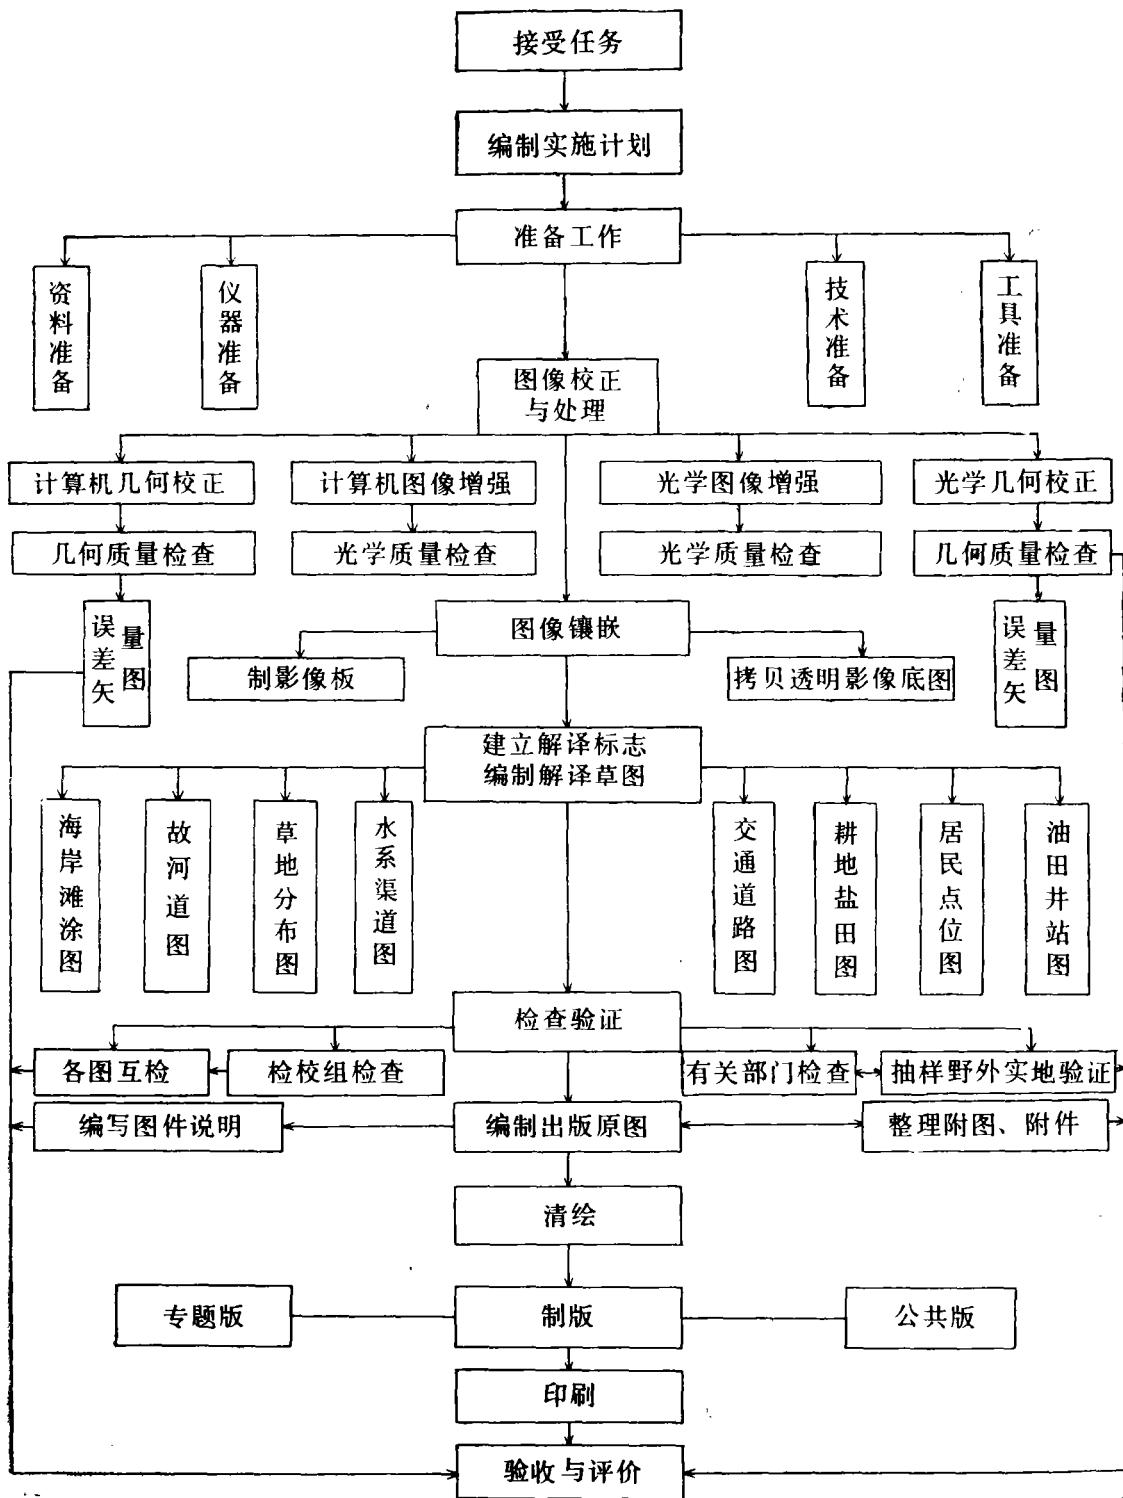 接受任务
编制实施计划
准备工作
资料准备
仪器准备
技术准备
工具准备
图像校正
与处理
计算机几何校正
计算机图像增强
光学图像增强
光学几何校正
几何质量检查
光学质量检查
光学质量检查
几何质量检查
误差矢
量图
图像镶嵌
误差矢
量图
制影像板
拷贝透明影像底图
建立解译标志
编制解译草图
海岸滩涂图
故河道图
草地分布图
水系渠道图
交通道路图
耕地盐田图
居民点位图
油田井站图
检查验证
各图互检
检校组检查
有关部门检查
抽样野外实地验证
编写图件说明
编制出版原图
整理附图、附件
清绘
专题版
制版
公共版
印刷
验收与评价